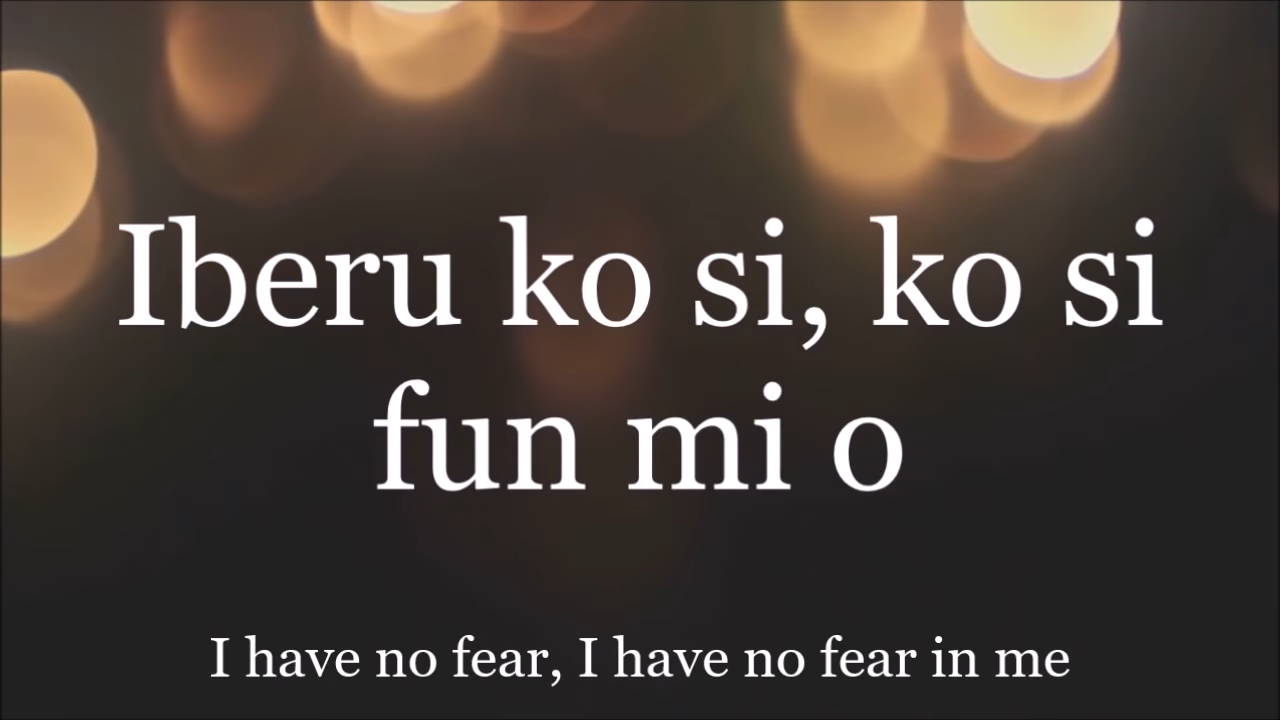 Iberu ko si, ko si
fun mi o
I have no fear, I have no fear in me